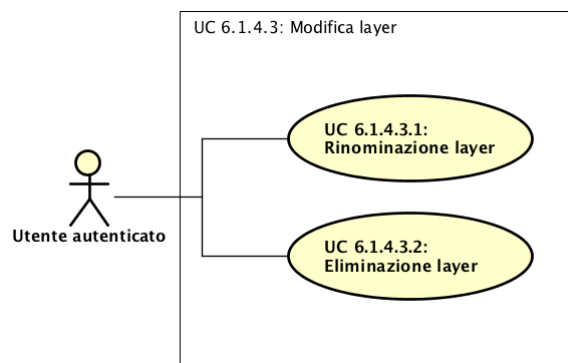 UC 6.1.4.3: Modifica layer
UC 6.1.4.3.1:
Rinominazione layer
Utente autenticato
UC 6.1.4.3.2:
Eliminazione layer